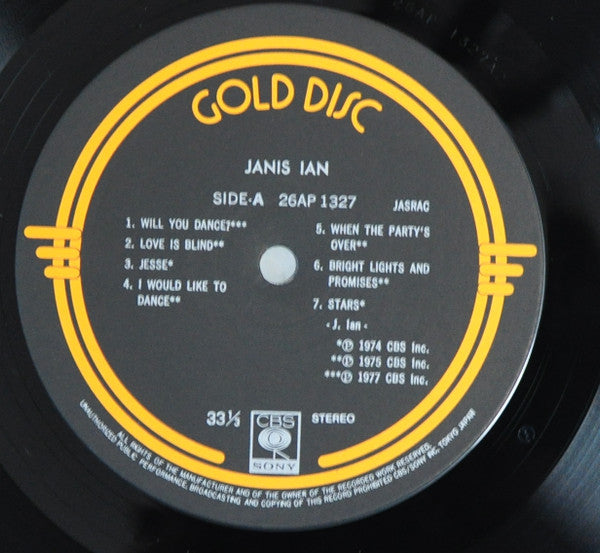 26AP 1327A
GOLD DISC
JANIS IAN
SIDE-A 26AP 1327 JASRAC
1. WILL YOU DANCE?***
2. LOVE IS BLIND**
3. JESSE*
4. I WOULD LIKE TO
DANCE**
5. WHEN THE PARTY'S
OVER**
6. BRIGHT LIGHTS AND
PROMISES**
7. STARS*
•J. Ian•
*Ⓟ 1974 CBS Inc.
**Ⓟ 1975 CBS Inc.
***Ⓟ 1977 CBS Inc.
33⅓ STEREO
CBS
SONY
ALL RIGHTS OF THE MANUFACTURER AND OF THE OWNER OF THE RECORDED WORK RESERVED.
UNAUTHORIZED PUBLIC PERFORMANCE, BROADCASTING AND COPYING OF THIS RECORD PROHIBITED CBS/SONY INC. TOKYO JAPAN